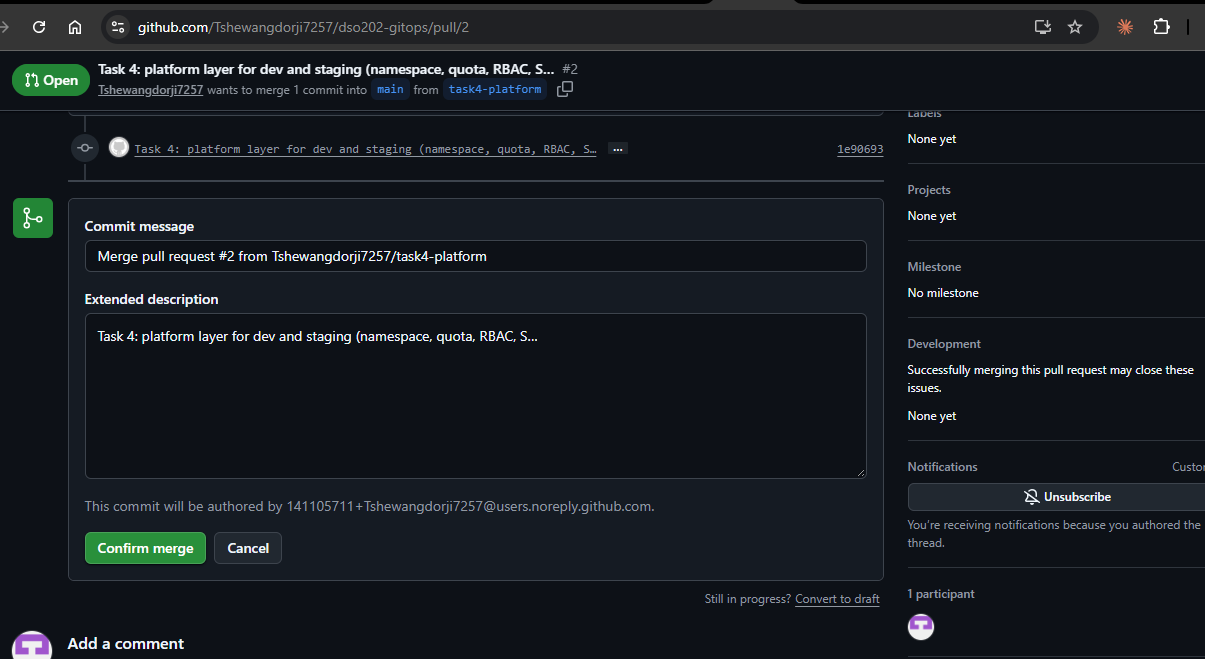 github.com/Tshewangdorji7257/dso202-gitops/pull/2
Open
Task 4: platform layer for dev and staging (namespace, quota, RBAC, S... #2
Tshewangdorji7257 wants to merge 1 commit into main from task4-platform
Task 4: platform layer for dev and staging (namespace, quota, RBAC, S… ...
1e90693
Commit message
Merge pull request #2 from Tshewangdorji7257/task4-platform
Extended description
Task 4: platform layer for dev and staging (namespace, quota, RBAC, S...
This commit will be authored by 141105711+Tshewangdorji7257@users.noreply.github.com.
Confirm merge
Cancel
Still in progress? Convert to draft
Add a comment
Labels
None yet
Projects
None yet
Milestone
No milestone
Development
Successfully merging this pull request may close these
issues.
None yet
Notifications
Custo
Unsubscribe
You're receiving notifications because you authored the
thread.
1 participant